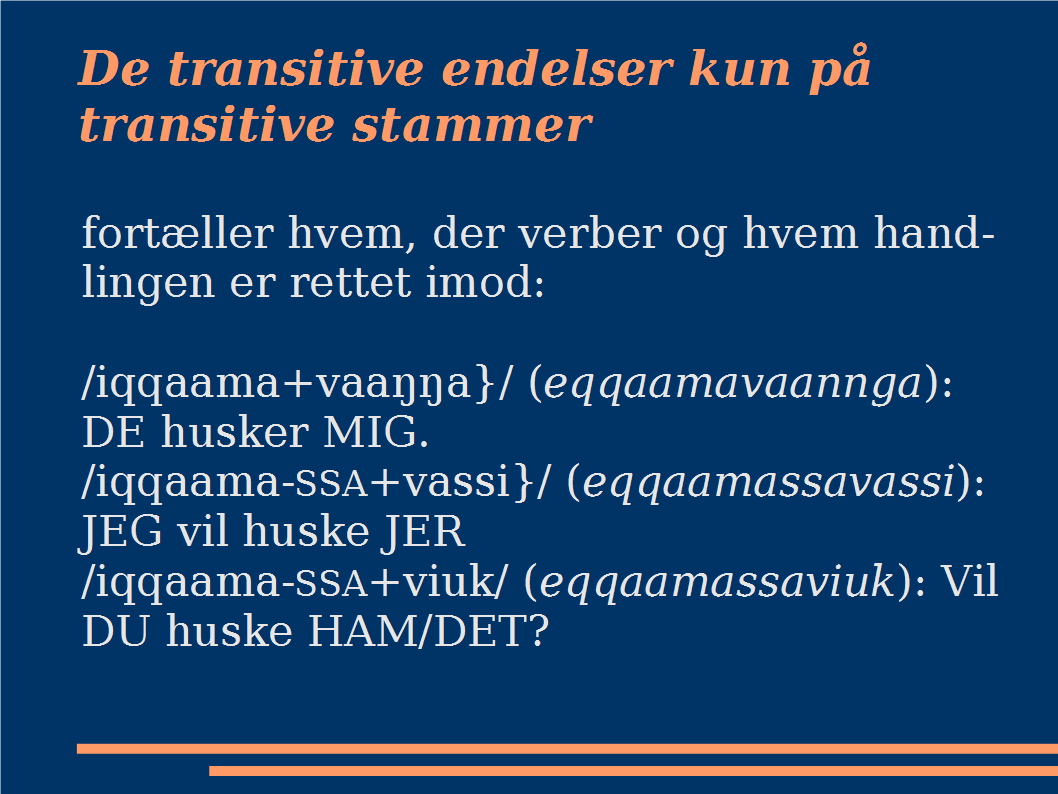 De transitive endelser kun på
transitive stammer
fortæller hvem, der verber og hvem hand-
lingen er rettet imod:
/iqqaama+vaaŋŋa}/ (eqqaamavaannga):
DE husker MIG.
/iqqaama-SSA+vassi}/ (eqqaamassavassi):
JEG vil huske JER
/iqqaama-SSA+viuk/ (eqqaamassaviuk): Vil
DU huske HAM/DET?